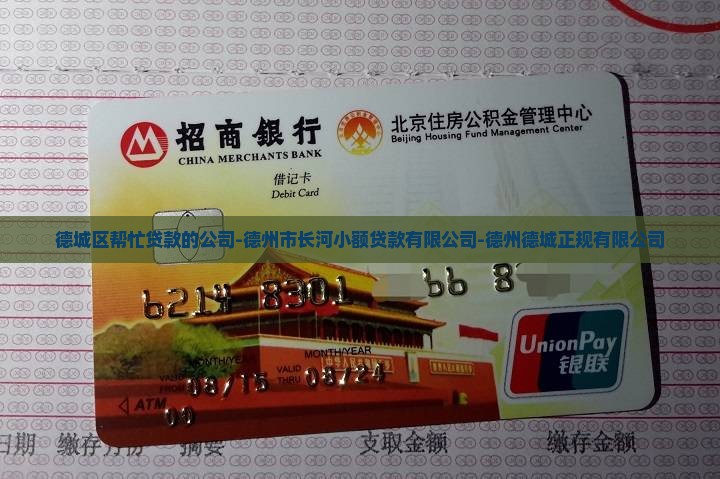 招商銀行
CHINA MERCHANTS BANK
北京住房公积金管理中心
Beijing Housing Fund Management Center
借记卡
Debit Card
德城区帮忙贷款的公司-德州市长河小额贷款有限公司-德州德城正规有限公司
6214 8301 66 8
MONTH/YEAR MONTH/YEAR
VALID
FROM 08/15 VALID
THRU 08/24
ATM
00
UnionPay
银联
日期 缴存月份 摘要 支取金额 缴存金额